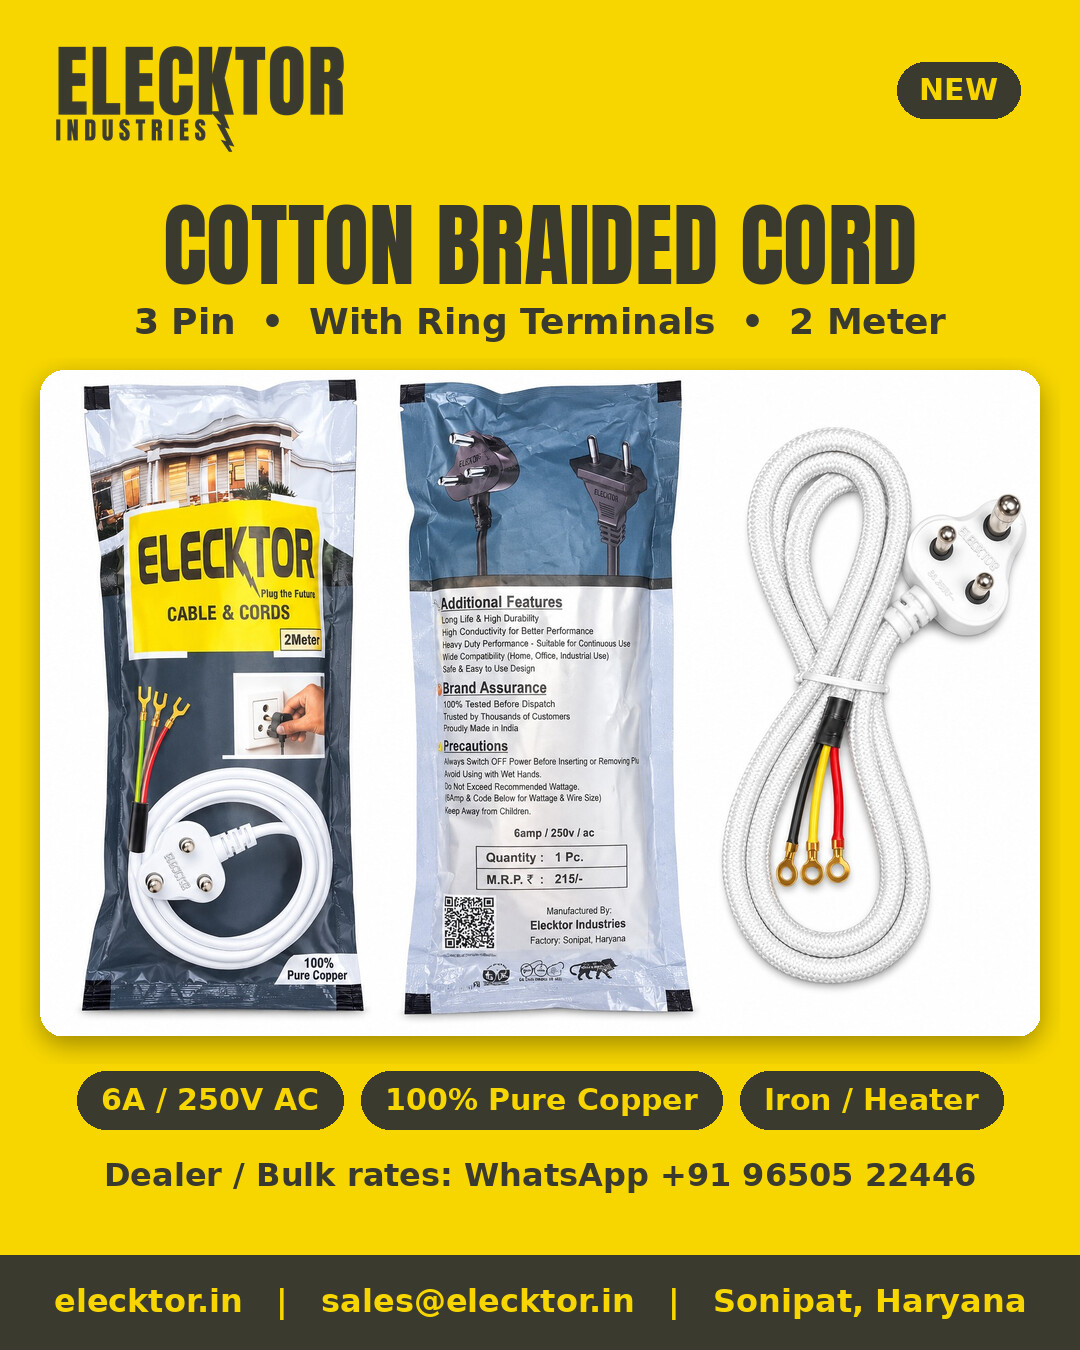 ELECKTOR
INDUSTRIES
NEW
COTTON BRAIDED CORD
3 Pin • With Ring Terminals • 2 Meter
ELECKTOR
Plug the Future
CABLE & CORDS
2Meter
ELECKTOR
100%
Pure Copper
ELECKTOR
ELECKTOR
Additional Features
Long Life & High Durability
High Conductivity for Better Performance
Heavy Duty Performance - Suitable for Continuous Use
Wide Compatibility (Home, Office, Industrial Use)
Safe & Easy to Use Design
Brand Assurance
100% Tested Before Dispatch
Trusted by Thousands of Customers
Proudly Made in India
Precautions
Always Switch OFF Power Before Inserting or Removing Plu
Avoid Using with Wet Hands.
Do Not Exceed Recommended Wattage.
(6Amp & Code Below for Wattage & Wire Size)
Keep Away from Children.
6amp / 250v / ac
Quantity : 1 Pc.
M.R.P. ₹ : 215/-
Manufactured By:
Elecktor Industries
Factory: Sonipat, Haryana
6A / 250V AC
100% Pure Copper
Iron / Heater
Dealer / Bulk rates: WhatsApp +91 96505 22446
elecktor.in | sales@elecktor.in | Sonipat, Haryana